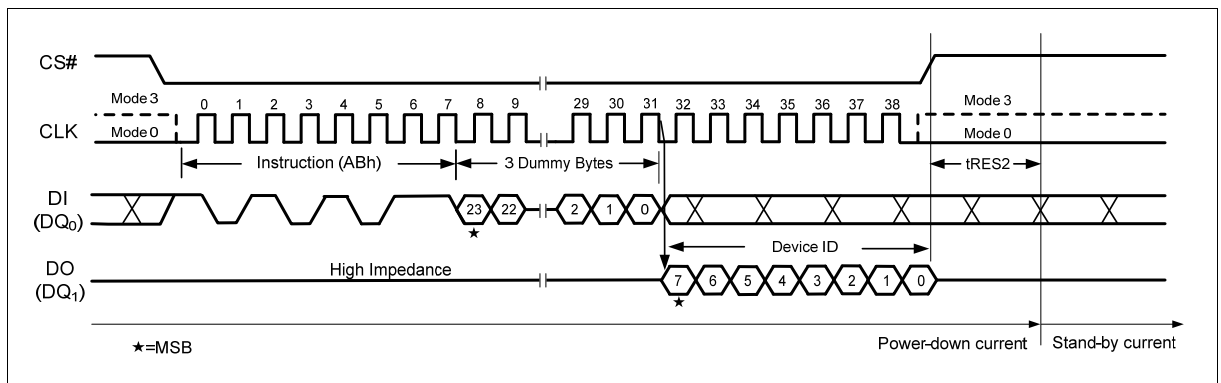 CS#
Mode 3
0 1 2 3 4 5 6 7 8 9 29 30 31 32 33 34 35 36 37 38
Mode 3
CLK
Mode 0
Mode 0
Instruction (ABh)
3 Dummy Bytes
tRES2
DI
(DQ0)
23 22 2 1 0
★
Device ID
DO
(DQ1)
High Impedance
7 6 5 4 3 2 1 0
★
★=MSB
Power-down current
Stand-by current